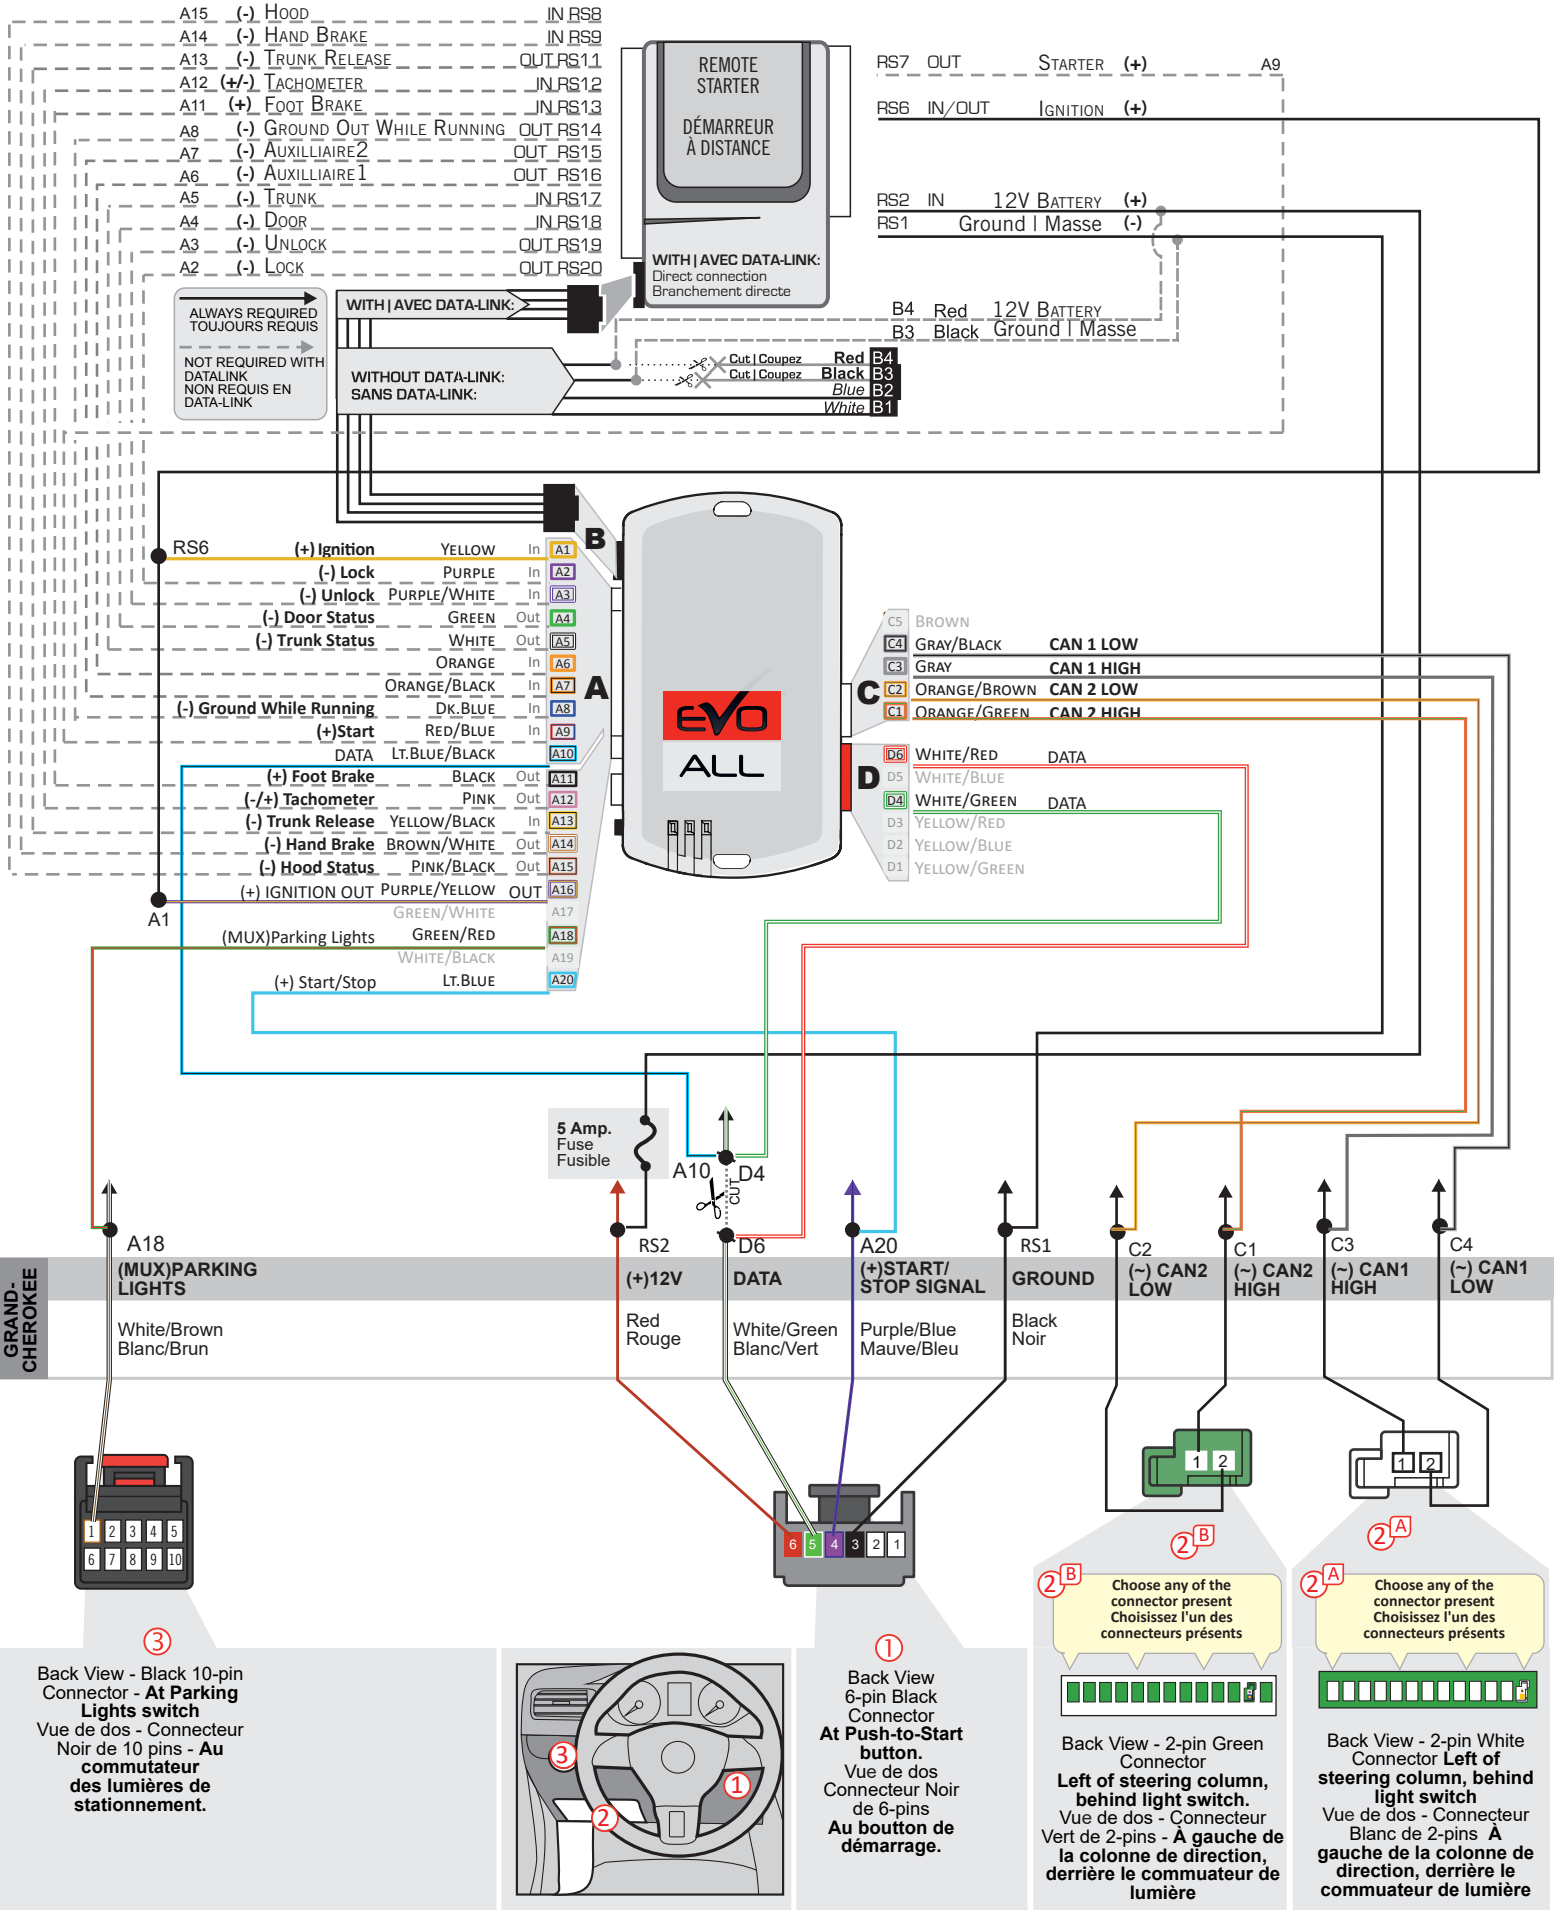 A15 (-) HOOD IN RS8
A14 (-) HAND BRAKE IN RS9
A13 (-) TRUNK RELEASE OUT RS11
A12 (+/-) TACHOMETER IN RS12
A11 (+) FOOT BRAKE IN RS13
A8 (-) GROUND OUT WHILE RUNNING OUT RS14
A7 (-) AUXILLIAIRE2 OUT RS15
A6 (-) AUXILLIAIRE1 OUT RS16
A5 (-) TRUNK IN RS17
A4 (-) DOOR IN RS18
A3 (-) UNLOCK OUT RS19
A2 (-) LOCK OUT RS20
REMOTE
STARTER
DÉMARREUR
À DISTANCE
WITH | AVEC DATA-LINK:
Direct connection
Branchement directe
RS7 OUT STARTER (+) A9
RS6 IN/OUT IGNITION (+)
RS2 IN 12V BATTERY (+)
RS1 Ground | Masse (-)
B4 Red 12V BATTERY
B3 Black Ground | Masse
ALWAYS REQUIRED
TOUJOURS REQUIS
NOT REQUIRED WITH
DATALINK
NON REQUIS EN
DATA-LINK
WITH | AVEC DATA-LINK:
WITHOUT DATA-LINK:
SANS DATA-LINK:
Cut | Coupez Red B4
Cut | Coupez Black B3
Blue B2
White B1
B
RS6 (+) Ignition YELLOW In A1
(-) Lock PURPLE In A2
(-) Unlock PURPLE/WHITE In A3
(-) Door Status GREEN Out A4
(-) Trunk Status WHITE Out A5
ORANGE In A6
ORANGE/BLACK In A7
(-) Ground While Running DK.BLUE In A8
(+)Start RED/BLUE In A9
DATA LT.BLUE/BLACK A10
(+) Foot Brake BLACK Out A11
(-/+) Tachometer PINK Out A12
(-) Trunk Release YELLOW/BLACK In A13
(-) Hand Brake BROWN/WHITE Out A14
(-) Hood Status PINK/BLACK Out A15
(+) IGNITION OUT PURPLE/YELLOW OUT A16
A1
GREEN/WHITE A17
(MUX)Parking Lights GREEN/RED A18
WHITE/BLACK A19
(+) Start/Stop LT.BLUE A20
A
EVO
ALL
C
C5 BROWN
C4 GRAY/BLACK CAN 1 LOW
C3 GRAY CAN 1 HIGH
C2 ORANGE/BROWN CAN 2 LOW
C1 ORANGE/GREEN CAN 2 HIGH
D
D6 WHITE/RED DATA
D5 WHITE/BLUE
D4 WHITE/GREEN DATA
D3 YELLOW/RED
D2 YELLOW/BLUE
D1 YELLOW/GREEN
5 Amp.
Fuse
Fusible
A10 D4
CUT
A18 RS2 D6 A20 RS1 C2 C1 C3 C4
GRAND-
CHEROKEE
(MUX)PARKING
LIGHTS
(+)12V
DATA
(+)START/
STOP SIGNAL
GROUND
(~) CAN2
LOW
(~) CAN2
HIGH
(~) CAN1
HIGH
(~) CAN1
LOW
White/Brown
Blanc/Brun
Red
Rouge
White/Green
Blanc/Vert
Purple/Blue
Mauve/Bleu
Black
Noir
1 2 3 4 5
6 7 8 9 10
6 5 4 3 2 1
1 2
1 2
2 B
2 A
2 B
Choose any of the
connector present
Choisissez l'un des
connecteurs présents
2 A
Choose any of the
connector present
Choisissez l'un des
connecteurs présents
3
Back View - Black 10-pin
Connector - At Parking
Lights switch
Vue de dos - Connecteur
Noir de 10 pins - Au
commutateur
des lumières de
stationnement.
3
2
1
1
Back View
6-pin Black
Connector
At Push-to-Start
button.
Vue de dos
Connecteur Noir
de 6-pins
Au boutton de
démarrage.
Back View - 2-pin Green
Connector
Left of steering column,
behind light switch.
Vue de dos - Connecteur
Vert de 2-pins - À gauche de
la colonne de direction,
derrière le commuateur de
lumière
Back View - 2-pin White
Connector Left of
steering column, behind
light switch
Vue de dos - Connecteur
Blanc de 2-pins À
gauche de la colonne de
direction, derrière le
commuateur de lumière